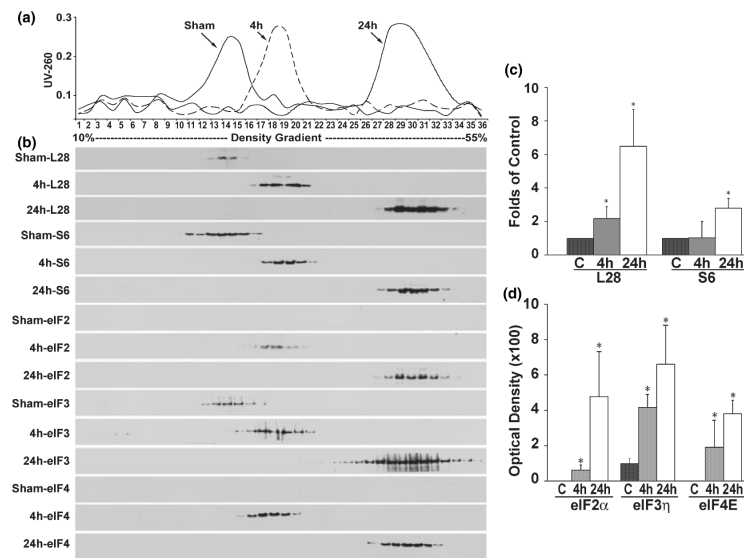 (a)
Sham
4h
24h
UV-260
0.3
0.2
0.1
1 2 3 4 5 6 7 8 9 10 11 12 13 14 15 16 17 18 19 20 21 22 23 24 25 26 27 28 29 30 31 32 33 34 35 36
10%----------------------- Density Gradient -----------------------55%
(b)
Sham-L28
4h-L28
24h-L28
Sham-S6
4h-S6
24h-S6
Sham-eIF2
4h-eIF2
24h-eIF2
Sham-eIF3
4h-eIF3
24h-eIF3
Sham-eIF4
4h-eIF4
24h-eIF4
(c)
Folds of Control
10
8
6
4
2
0
*
*
*
C 4h 24h C 4h 24h
L28 S6
(d)
Optical Density (x100)
10
8
6
4
2
0
*
*
*
*
*
*
C 4h 24h C 4h 24h C 4h 24h
eIF2α eIF3η eIF4E